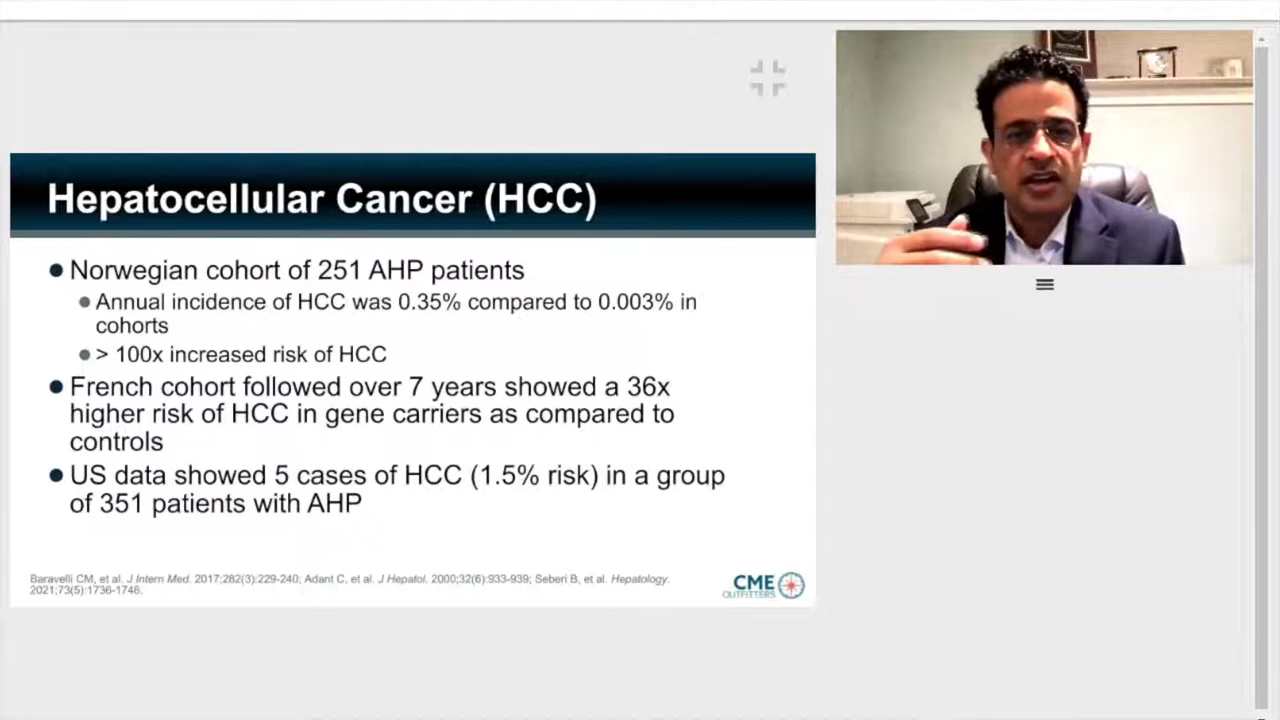 Hepatocellular Cancer (HCC)
Norwegian cohort of 251 AHP patients
Annual incidence of HCC was 0.35% compared to 0.003% in
cohorts
> 100x increased risk of HCC
French cohort followed over 7 years showed a 36x
higher risk of HCC in gene carriers as compared to
controls
US data showed 5 cases of HCC (1.5% risk) in a group
of 351 patients with AHP
Baravelli CM, et al. J Intern Med. 2017;282(3):229-240, Adant C, et al. J Hepatol. 2000;32(6):933-939; Seberi B, et al. Hepatology.
2021;73(5):1736-1746.
CME
OUTFITTERS